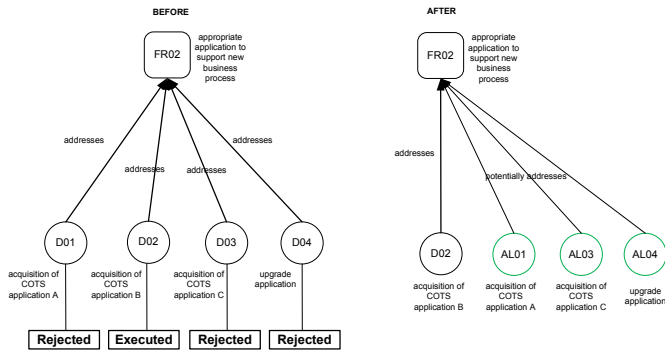 BEFORE
FR02
appropriate
application to
support new
business
process
addresses
addresses
addresses
addresses
D01
D02
D03
D04
acquisition of
COTS
application A
acquisition of
COTS
application B
acquisition of
COTS
application C
upgrade
application
Rejected
Executed
Rejected
Rejected
AFTER
FR02
appropriate
application to
support new
business
process
addresses
potentially addresses
D02
AL01
AL03
AL04
acquisition of
COTS
application B
acquisition of
COTS
application A
acquisition of
COTS
application C
upgrade
application